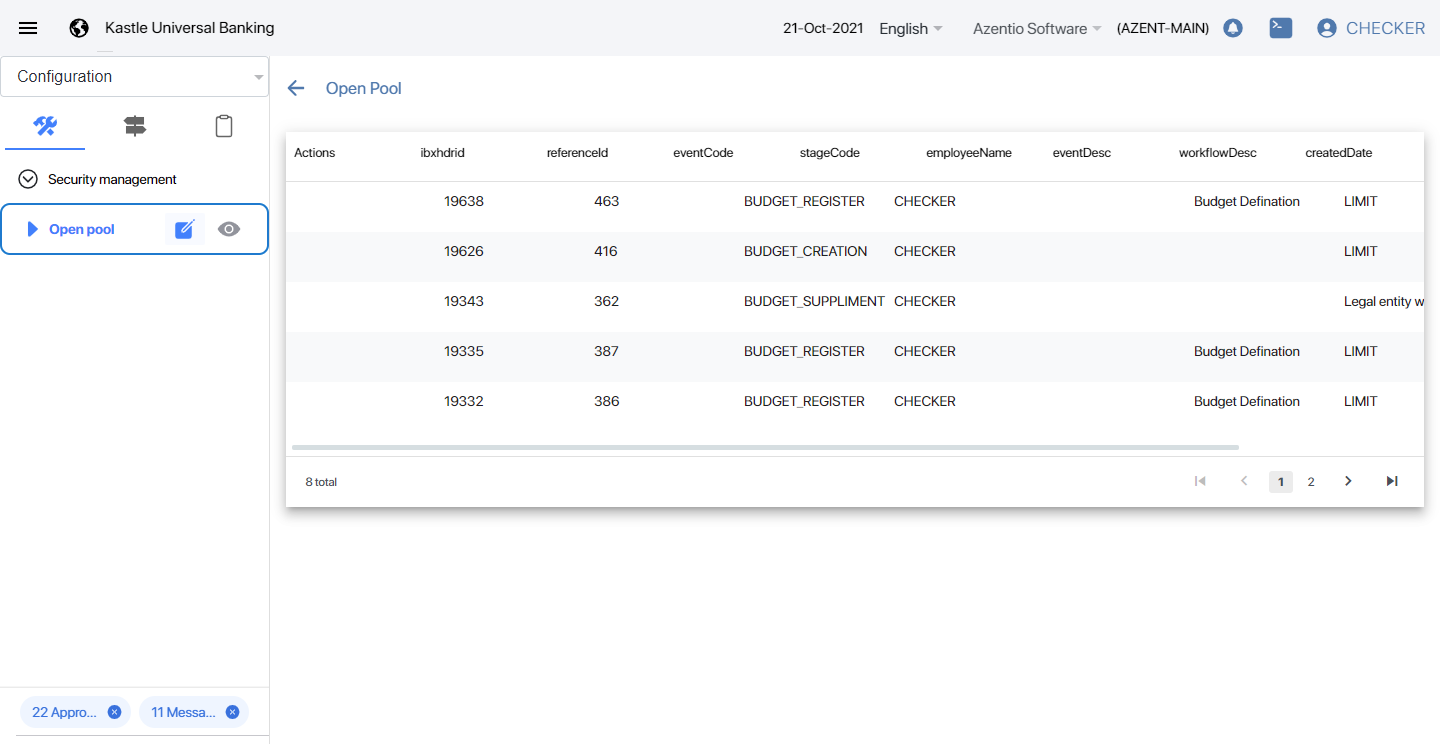 Kastle Universal Banking 21-Oct-2021 English Azentio Software (AZENT-MAIN) CHECKER
Configuration
Security management
Open pool
22 Appro... 11 Messa...
Open Pool
Actions ibxhdrid referenceId eventCode stageCode employeeName eventDesc workflowDesc createdDate
19638 463 BUDGET_REGISTER CHECKER Budget Defination LIMIT
19626 416 BUDGET_CREATION CHECKER LIMIT
19343 362 BUDGET_SUPPLIMENT CHECKER Legal entity w
19335 387 BUDGET_REGISTER CHECKER Budget Defination LIMIT
19332 386 BUDGET_REGISTER CHECKER Budget Defination LIMIT
8 total 1 2